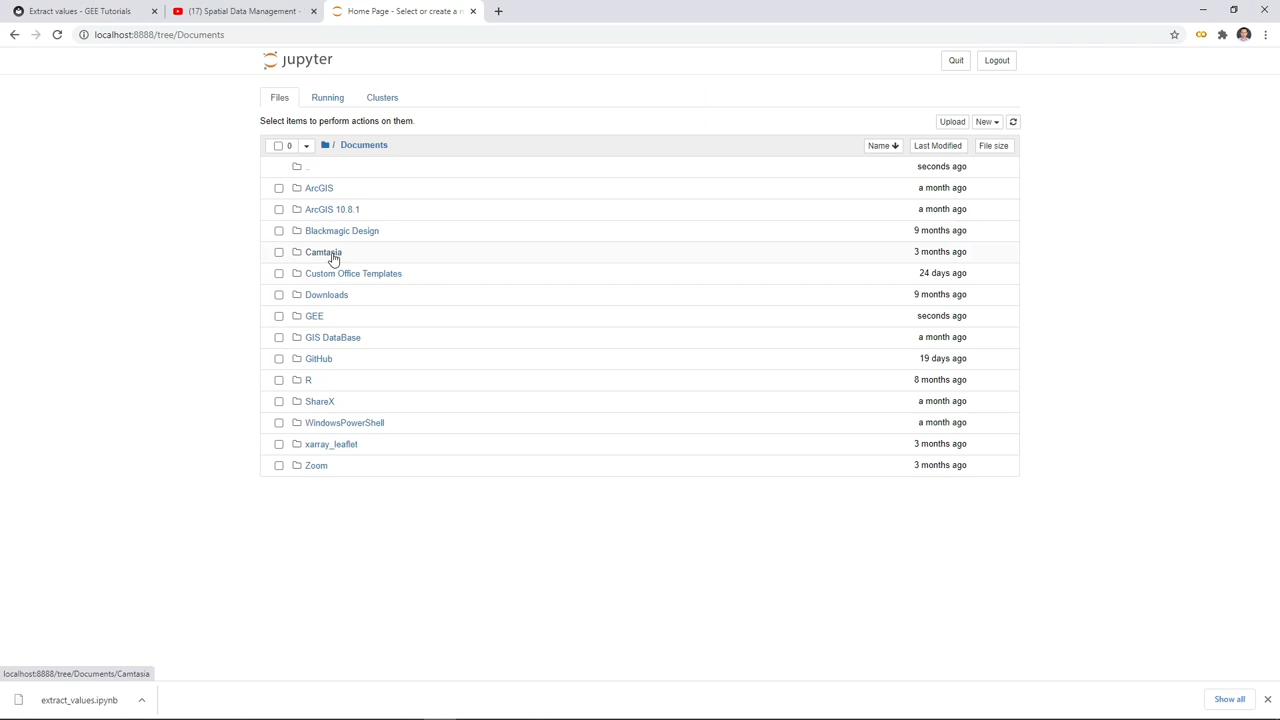 Extract values - GEE Tutorials
(17) Spatial Data Management -
Home Page - Select or create a n
localhost:8888/tree/Documents
jupyter
Quit
Logout
Files
Running
Clusters
Select items to perform actions on them.
Upload
New
0
/ Documents
Name
Last Modified
File size
..
seconds ago
ArcGIS
a month ago
ArcGIS 10.8.1
a month ago
Blackmagic Design
9 months ago
Camtasia
3 months ago
Custom Office Templates
24 days ago
Downloads
9 months ago
GEE
seconds ago
GIS DataBase
a month ago
GitHub
19 days ago
R
8 months ago
ShareX
a month ago
WindowsPowerShell
a month ago
xarray_leaflet
3 months ago
Zoom
3 months ago
localhost:8888/tree/Documents/Camtasia
extract_values.ipynb
Show all